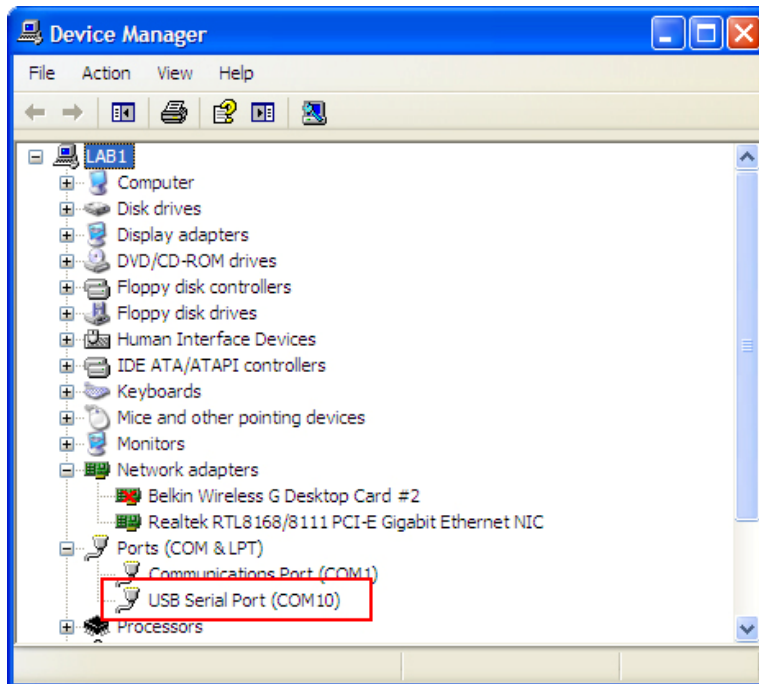 Device Manager
File Action View Help
LAB1
Computer
Disk drives
Display adapters
DVD/CD-ROM drives
Floppy disk controllers
Floppy disk drives
Human Interface Devices
IDE ATA/ATAPI controllers
Keyboards
Mice and other pointing devices
Monitors
Network adapters
Belkin Wireless G Desktop Card #2
Realtek RTL8168/8111 PCI-E Gigabit Ethernet NIC
Ports (COM & LPT)
Communications Port (COM1)
USB Serial Port (COM10)
Processors